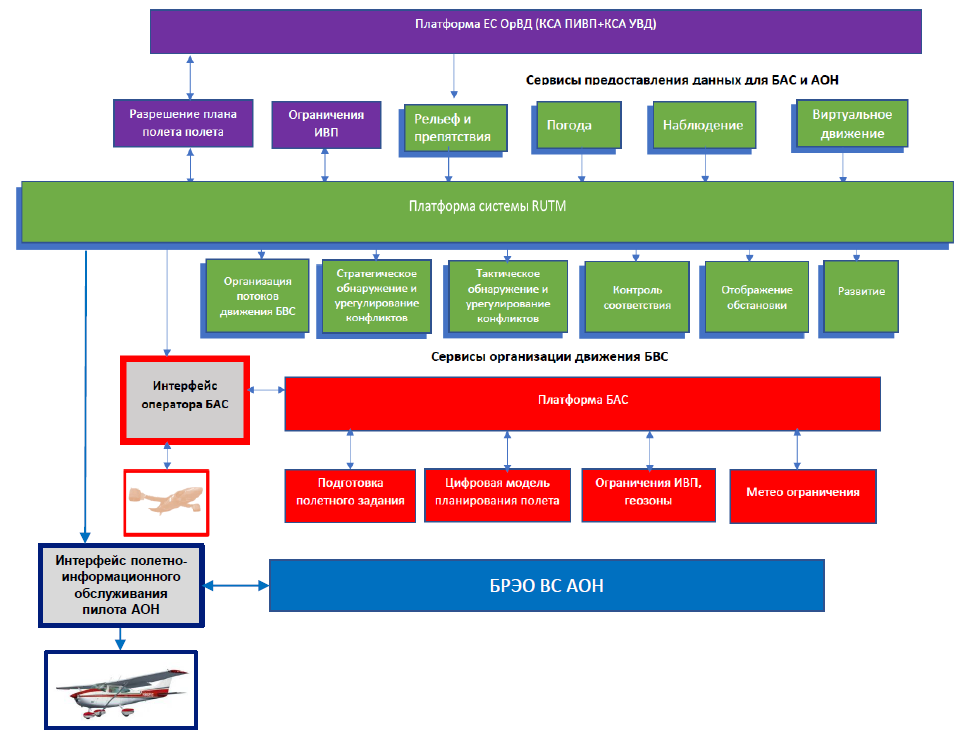 Платформа ЕС ОрВД (КСА ПИВП+КСА УВД)
Сервисы предоставления данных для БАС и АОН
Разрешение плана
полета полета
Ограничения
ИВП
Рельеф и
препятствия
Погода
Наблюдение
Виртуальное
движение
Платформа системы RUTM
Организация
потоков
движения БВС
Стратегическое
обнаружение и
урегулирование
конфликтов
Тактическое
обнаружение и
урегулирование
конфликтов
Контроль
соответствия
Отображение
обстановки
Развитие
Сервисы организации движения БВС
Интерфейс
оператора БАС
Платформа БАС
Подготовка
полетного задания
Цифровая модель
планирования полета
Ограничения ИВП,
геозоны
Метео ограничения
Интерфейс полетно-
информационного
обслуживания
пилота АОН
БРЭО ВС АОН